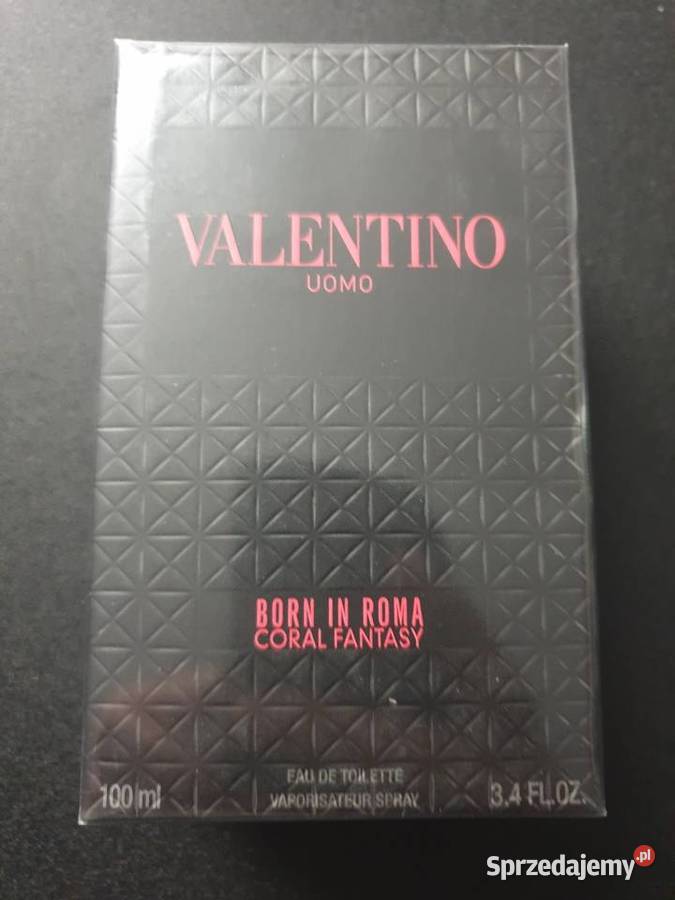 VALENTINO
UOMO
BORN IN ROMA
CORAL FANTASY
EAU DE TOILETTE
100 ml VAPORISATEUR SPRAY 3.4 FL.OZ.
Sprzedajemy.pl